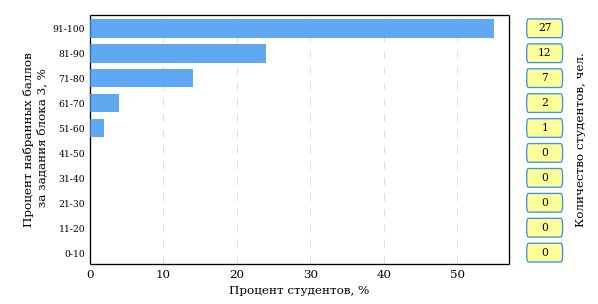 Процент набранных баллов
за задания блока 3, %
91-100 27
81-90 12
71-80 7
61-70 2
51-60 1
41-50 0
31-40 0
21-30 0
11-20 0
0-10 0
0 10 20 30 40 50
Процент студентов, %
Количество студентов, чел.